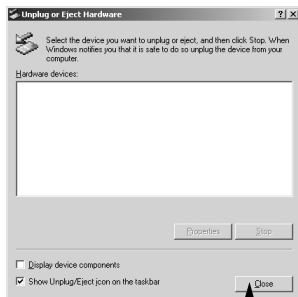 Unplug or Eject Hardware
Select the device you want to unplug or eject, and then click Stop. When
Windows notifies you that it is safe to do so unplug the device from your
computer.
Hardware devices:
Properties
Stop
Display device components
Show Unplug/Eject icon on the taskbar
Close